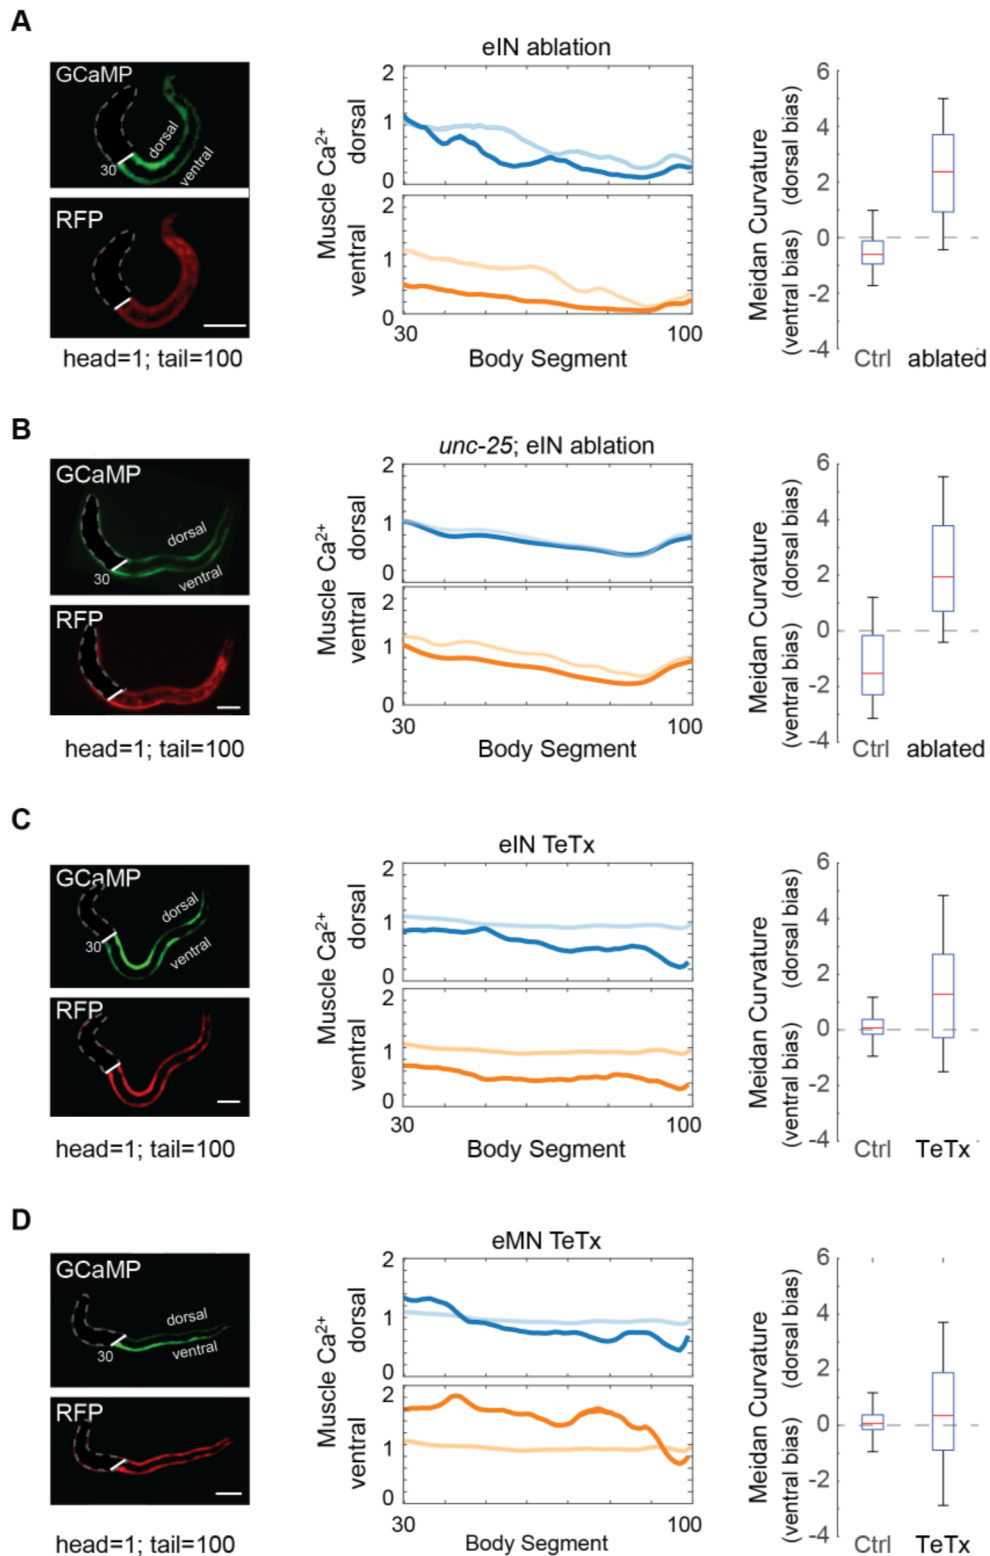 A
GCaMP
dorsal
ventral
30
RFP
head=1; tail=100
eIN ablation
Muscle Ca2+
dorsal
ventral
2
1
0
2
1
0
30
100
Body Segment
Meidan Curvature
(ventral bias) (dorsal bias)
6
4
2
0
-2
-4
Ctrl ablated
B
GCaMP
dorsal
ventral
30
RFP
head=1; tail=100
unc-25; eIN ablation
Muscle Ca2+
dorsal
ventral
2
1
0
2
1
0
30
100
Body Segment
Meidan Curvature
(ventral bias) (dorsal bias)
6
4
2
0
-2
-4
Ctrl ablated
C
GCaMP
dorsal
ventral
30
RFP
head=1; tail=100
eIN TeTx
Muscle Ca2+
dorsal
ventral
2
1
0
2
1
0
30
100
Body Segment
Meidan Curvature
(ventral bias) (dorsal bias)
6
4
2
0
-2
-4
Ctrl TeTx
D
GCaMP
dorsal
ventral
30
RFP
head=1; tail=100
eMN TeTx
Muscle Ca2+
dorsal
ventral
2
1
0
2
1
0
30
100
Body Segment
Meidan Curvature
(ventral bias) (dorsal bias)
6
4
2
0
-2
-4
Ctrl TeTx